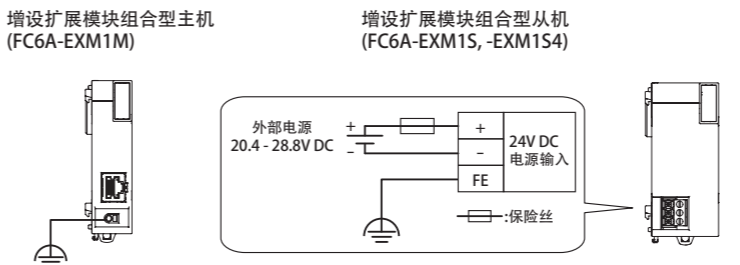 增设扩展模块组合型主机
(FC6A-EXM1M)
增设扩展模块组合型从机
(FC6A-EXM1S, -EXM1S4)
外部电源
20.4 - 28.8V DC
+
–
+
–
FE
24V DC
电源输入
:保险丝